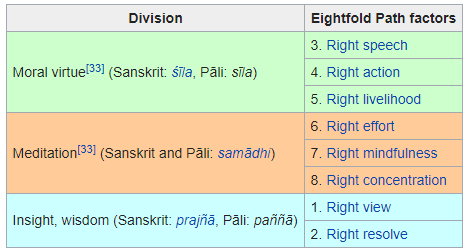 Division Eightfold Path factors
Moral virtue[33] (Sanskrit: śīla, Pāli: sīla)
3. Right speech
4. Right action
5. Right livelihood
Meditation[33] (Sanskrit and Pāli: samādhi)
6. Right effort
7. Right mindfulness
8. Right concentration
Insight, wisdom (Sanskrit: prajñā, Pāli: paññā)
1. Right view
2. Right resolve